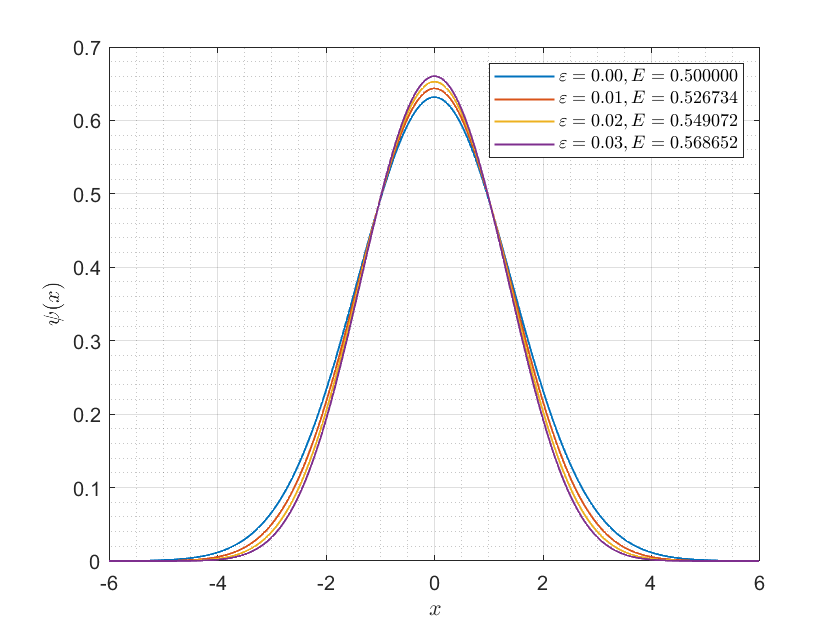 0.7
0.6
0.5
0.4
0.3
0.2
0.1
0
ψ(x)
ε = 0.00, E = 0.500000
ε = 0.01, E = 0.526734
ε = 0.02, E = 0.549072
ε = 0.03, E = 0.568652
-6 -4 -2 0 2 4 6
x